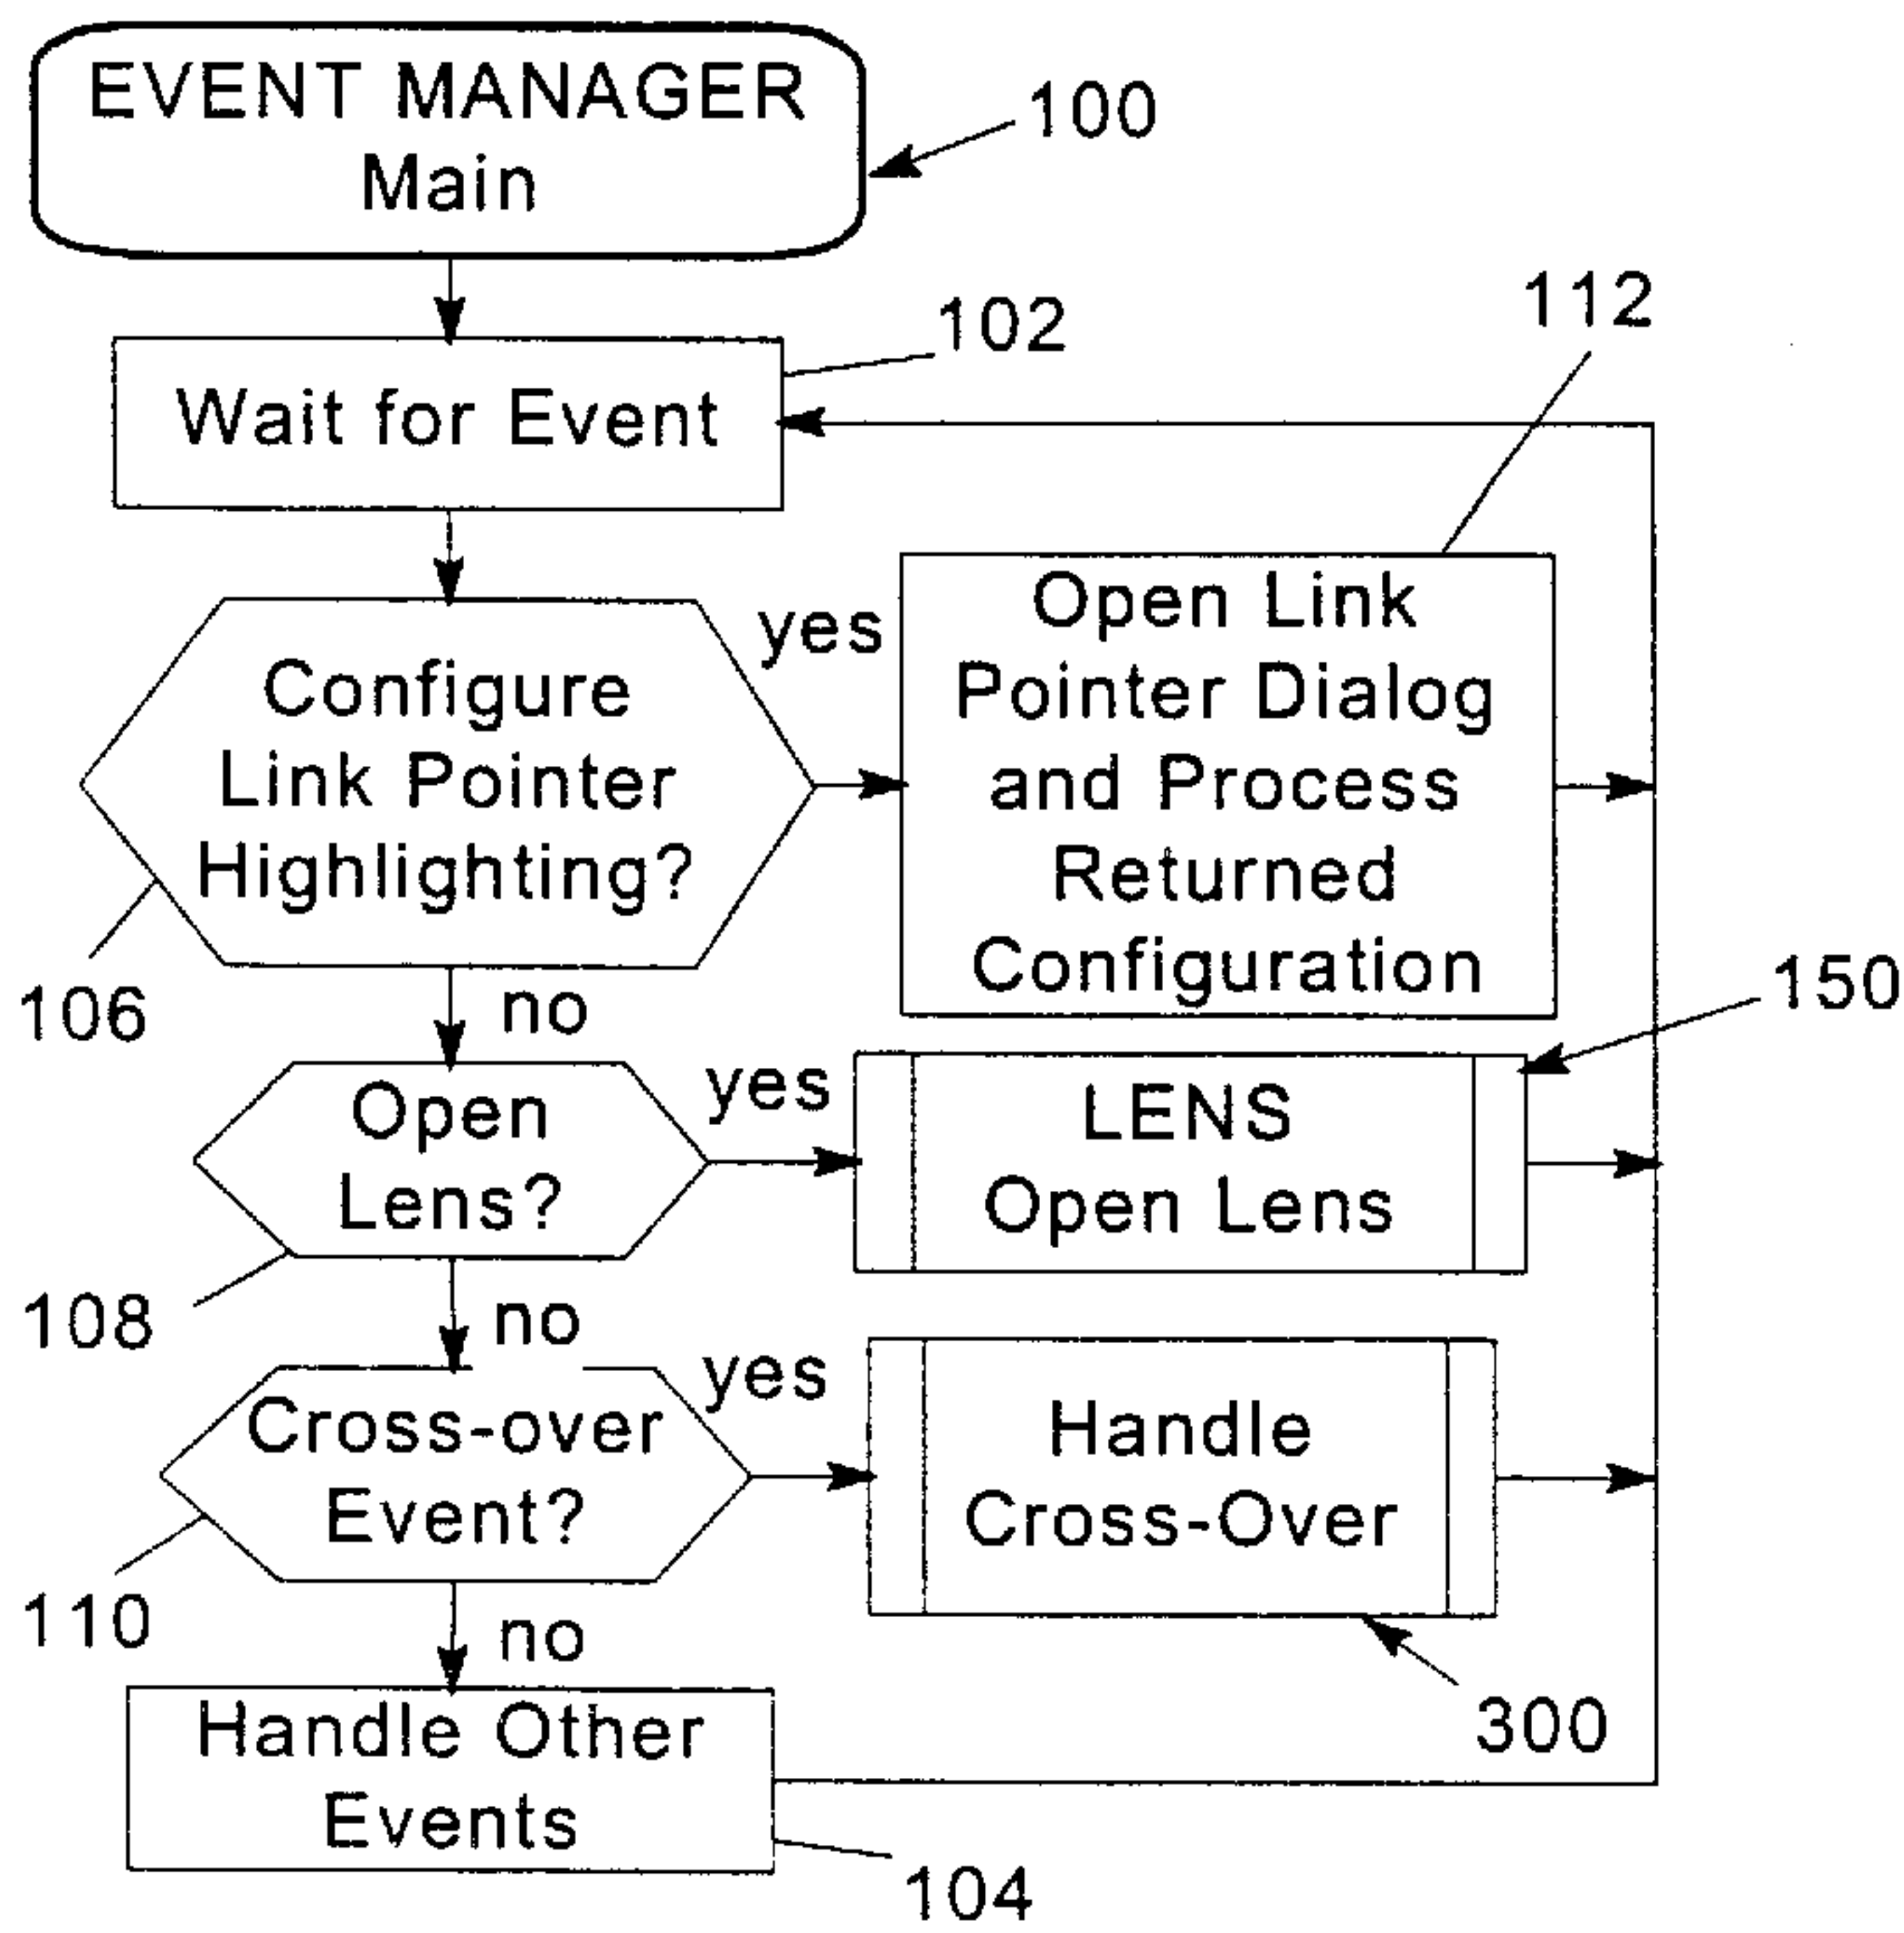 EVENT MANAGER
Main
100
102
112
Wait for Event
Configure
Link Pointer
Highlighting?
yes
Open Link
Pointer Dialog
and Process
Returned
Configuration
106
no
150
Open
Lens?
yes
LENS
Open Lens
108
no
Cross-over
Event?
yes
Handle
Cross-Over
110
no
300
Handle Other
Events
104